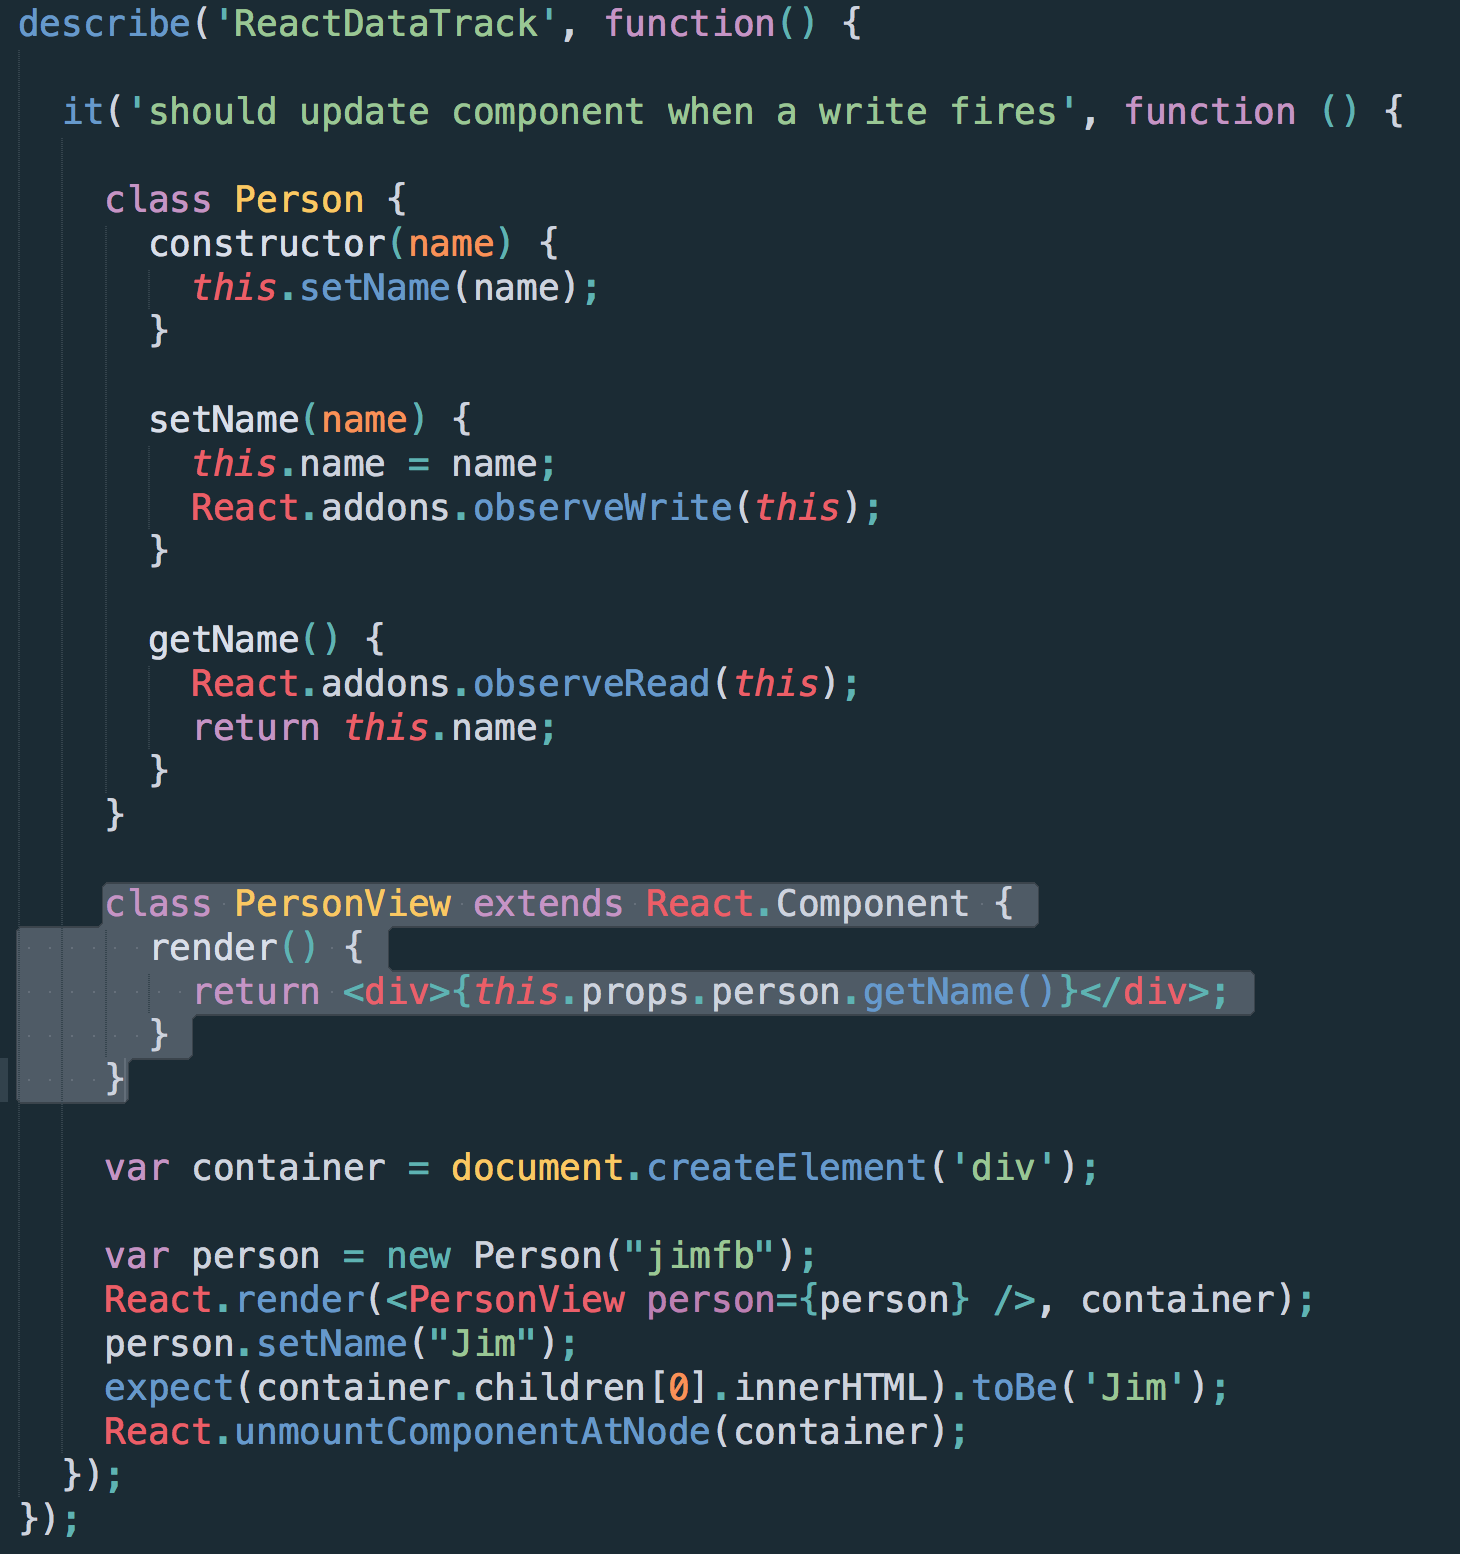 describe('ReactDataTrack', function() {
it('should update component when a write fires', function () {
class Person {
constructor(name) {
this.setName(name);
}
setName(name) {
this.name = name;
React.addons.observeWrite(this);
}
getName() {
React.addons.observeRead(this);
return this.name;
}
}
class PersonView extends React.Component {
render() {
return <div>{this.props.person.getName()}</div>;
}
}
var container = document.createElement('div');
var person = new Person("jimfb");
React.render(<PersonView person={person} />, container);
person.setName("Jim");
expect(container.children[0].innerHTML).toBe('Jim');
React.unmountComponentAtNode(container);
});
});